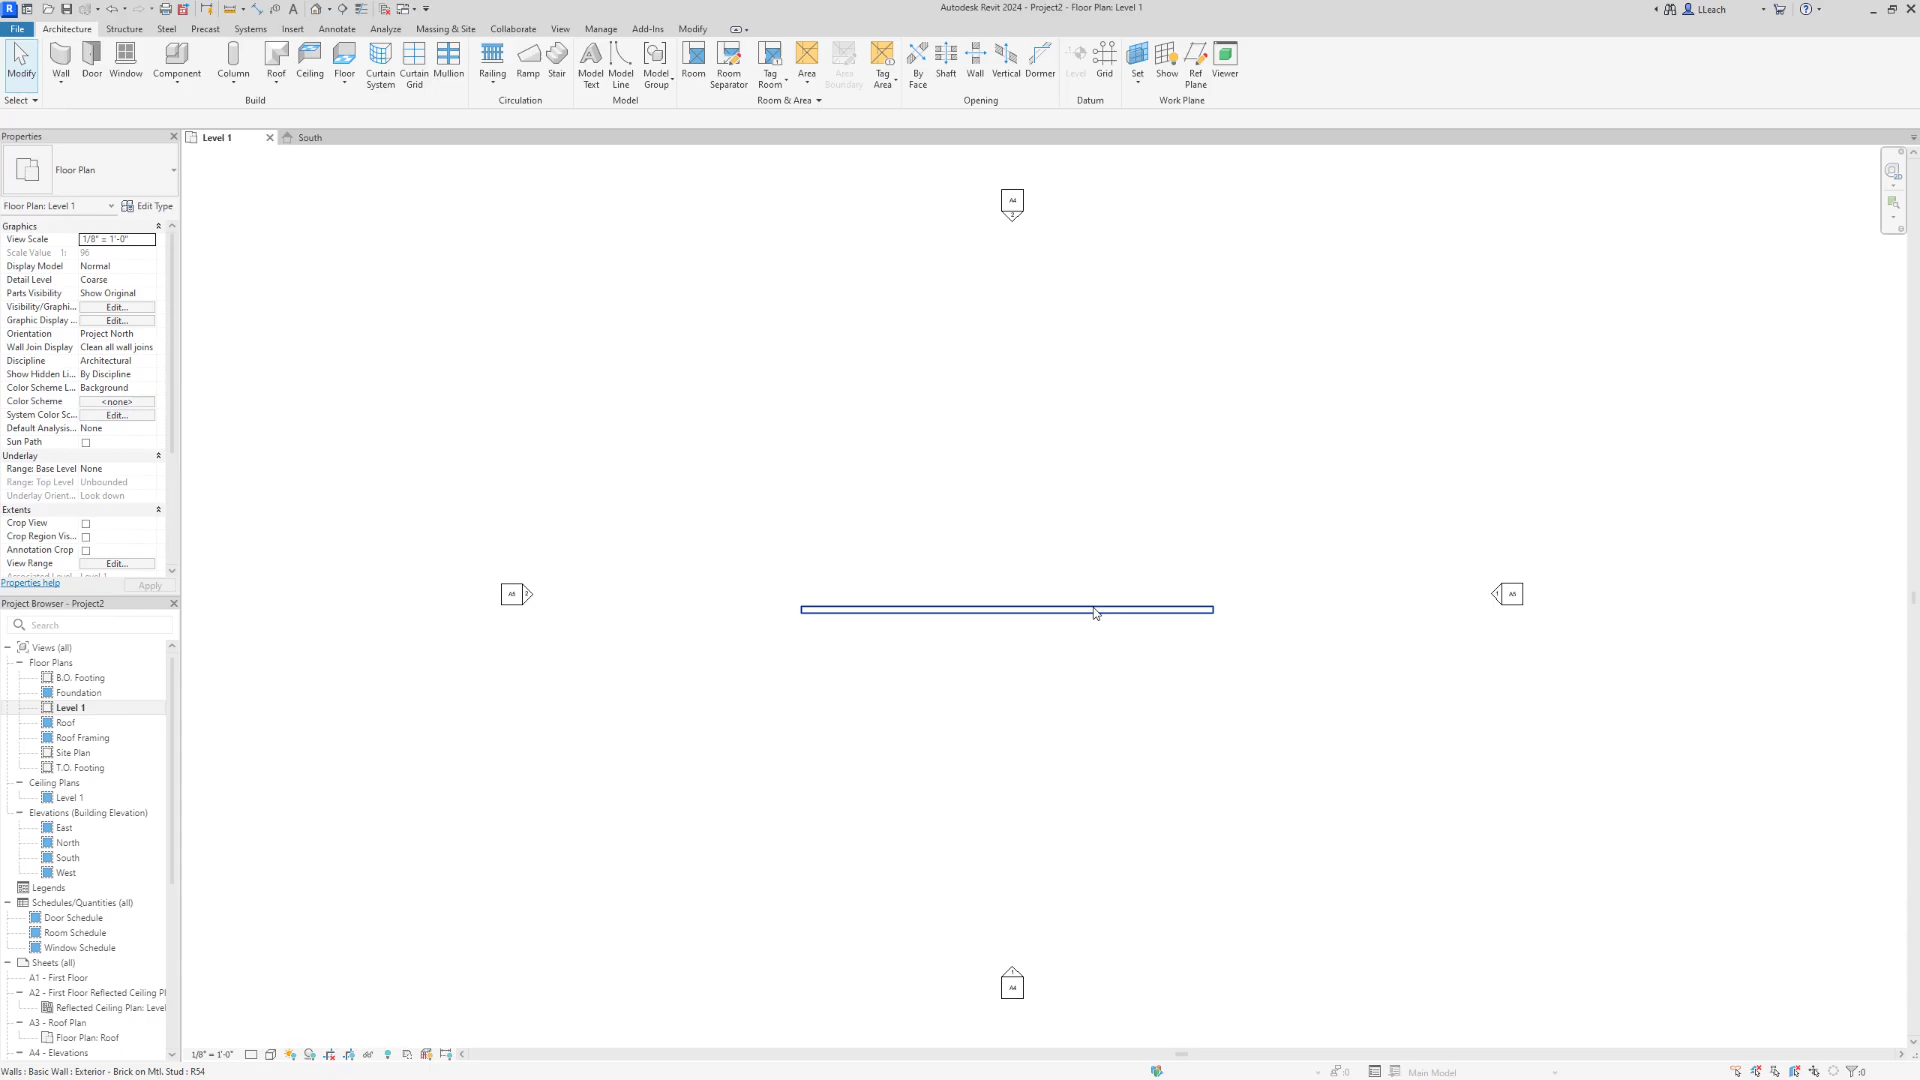 Autodesk Revit 2024 - Project2 - Floor Plan: Level 1
LLeach
File Architecture Structure Steel Precast Systems Insert Annotate Analyze Massing & Site Collaborate View Manage Add-Ins Modify
Modify Wall Door Window Component Column Roof Ceiling Floor Curtain System Curtain Grid Mullion Railing Ramp Stair Model Text Model Line Model Group Room Room Separator Tag Room Area Area Boundary Tag Area By Face Shaft Wall Vertical Dormer Level Grid Set Show Ref Plane Viewer
Select Build Circulation Model Room & Area Opening Datum Work Plane
Properties
Level 1 South
Floor Plan
Floor Plan: Level 1 Edit Type
Graphics
View Scale 1/8" = 1'-0"
Scale Value 1: 96
Display Model Normal
Detail Level Coarse
Parts Visibility Show Original
Visibility/Graphi... Edit...
Graphic Display ... Edit...
Orientation Project North
Wall Join Display Clean all wall joins
Discipline Architectural
Show Hidden Li... By Discipline
Color Scheme L... Background
Color Scheme <none>
System Color Sc... Edit...
Default Analysis... None
Sun Path
Underlay
Range: Base Level None
Range: Top Level Unbounded
Underlay Orient... Look down
Extents
Crop View
Crop Region Vis...
Annotation Crop
View Range Edit...
Properties help Apply
Project Browser - Project2
Search
Views (all)
Floor Plans
B.O. Footing
Foundation
Level 1
Roof
Roof Framing
Site Plan
T.O. Footing
Ceiling Plans
Level 1
Elevations (Building Elevation)
East
North
South
West
Legends
Schedules/Quantities (all)
Door Schedule
Room Schedule
Window Schedule
Sheets (all)
A1 - First Floor
A2 - First Floor Reflected Ceiling Pl
Reflected Ceiling Plan: Level
A3 - Roof Plan
Floor Plan: Roof
A4 - Elevations
A4
2
A5 2
1 A5
1
A4
1/8" = 1'-0"
Walls : Basic Wall : Exterior - Brick on Mtl. Stud : R54
:0 Main Model :0